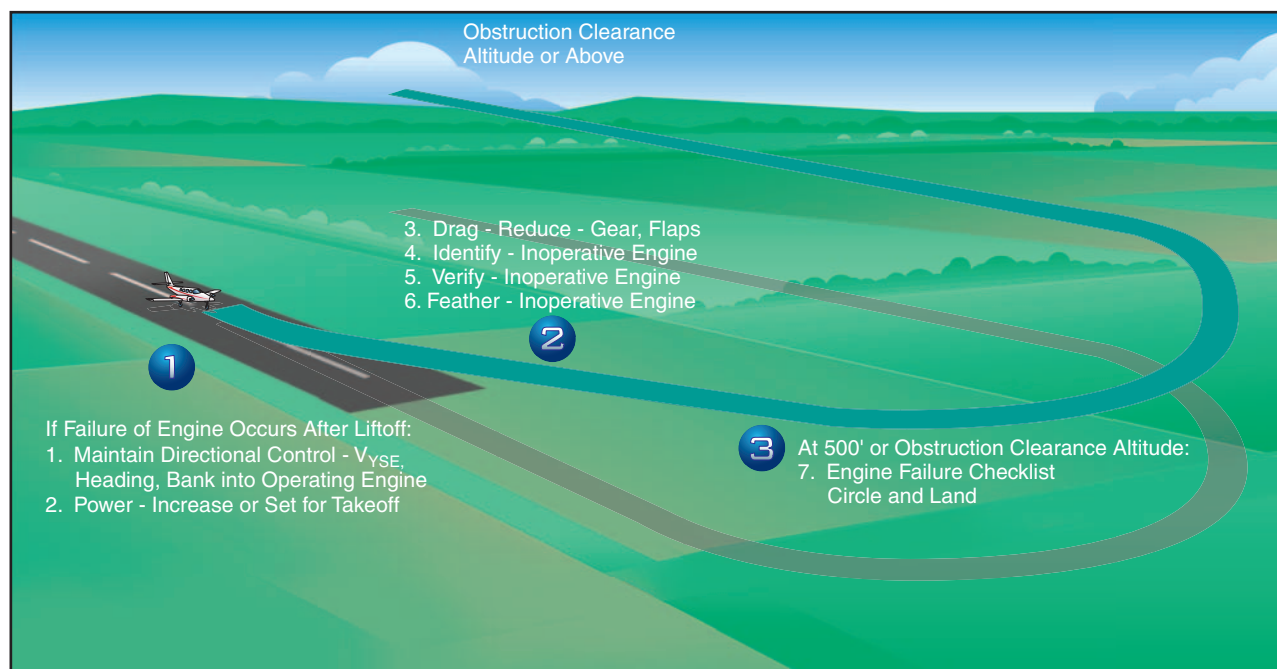 Obstruction Clearance
Altitude or Above
3. Drag - Reduce - Gear, Flaps
4. Identify - Inoperative Engine
5. Verify - Inoperative Engine
6. Feather - Inoperative Engine
2
1
If Failure of Engine Occurs After Liftoff:
1. Maintain Directional Control - VYSE,
Heading, Bank into Operating Engine
2. Power - Increase or Set for Takeoff
3
At 500' or Obstruction Clearance Altitude:
7. Engine Failure Checklist
Circle and Land